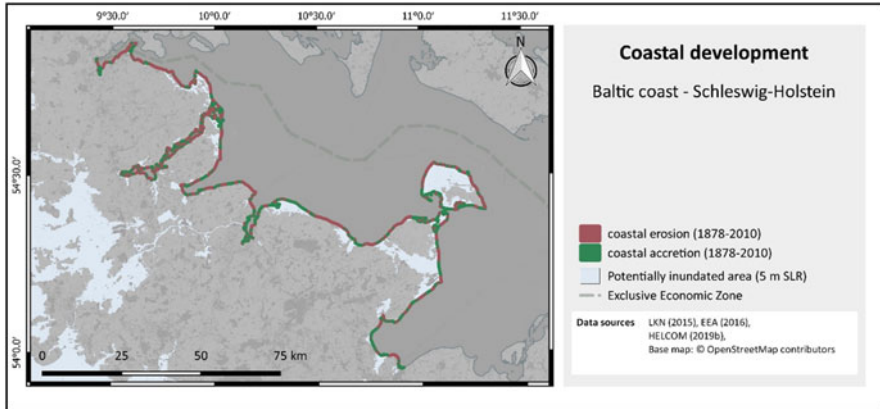 9°30.0' 10°0.0' 10°30.0' 11°0.0' 11°30.0'
N
54°30.0'
54°0.0'
0 25 50 75 km
Coastal development
Baltic coast - Schleswig-Holstein
coastal erosion (1878-2010)
coastal accretion (1878-2010)
Potentially inundated area (5 m SLR)
Exclusive Economic Zone
Data sources LKN (2015), EEA (2016),
HELCOM (2019b),
Base map: © OpenStreetMap contributors